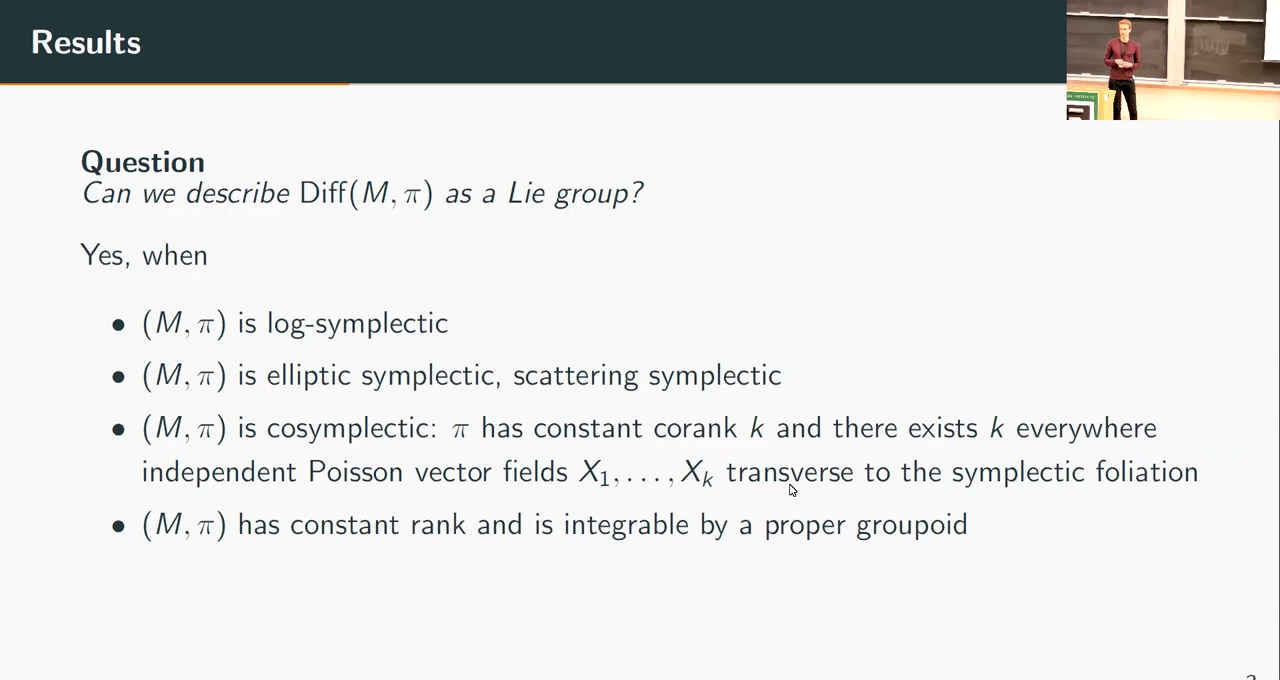 Results
Question
Can we describe Diff(M, π) as a Lie group?
Yes, when
• (M, π) is log-symplectic
• (M, π) is elliptic symplectic, scattering symplectic
• (M, π) is cosymplectic: π has constant corank k and there exists k everywhere
independent Poisson vector fields X₁, . . . , Xₖ transverse to the symplectic foliation
• (M, π) has constant rank and is integrable by a proper groupoid